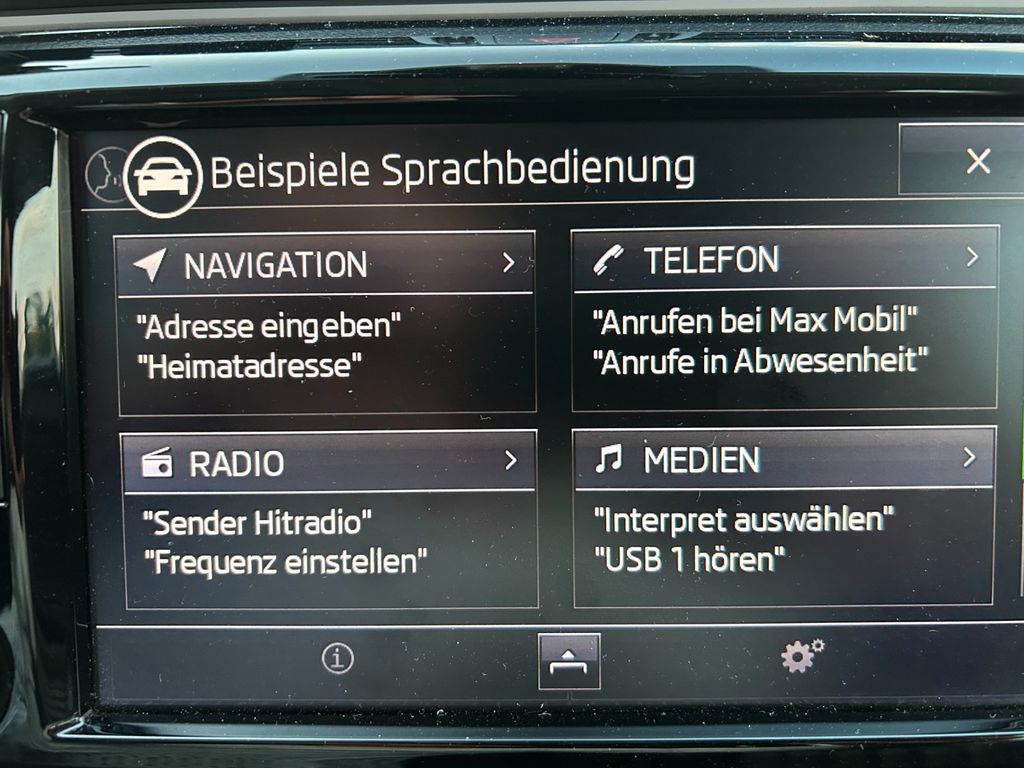 Beispiele Sprachbedienung
NAVIGATION
"Adresse eingeben"
"Heimatadresse"
TELEFON
"Anrufen bei Max Mobil"
"Anrufe in Abwesenheit"
RADIO
"Sender Hitradio"
"Frequenz einstellen"
MEDIEN
"Interpret auswählen"
"USB 1 hören"